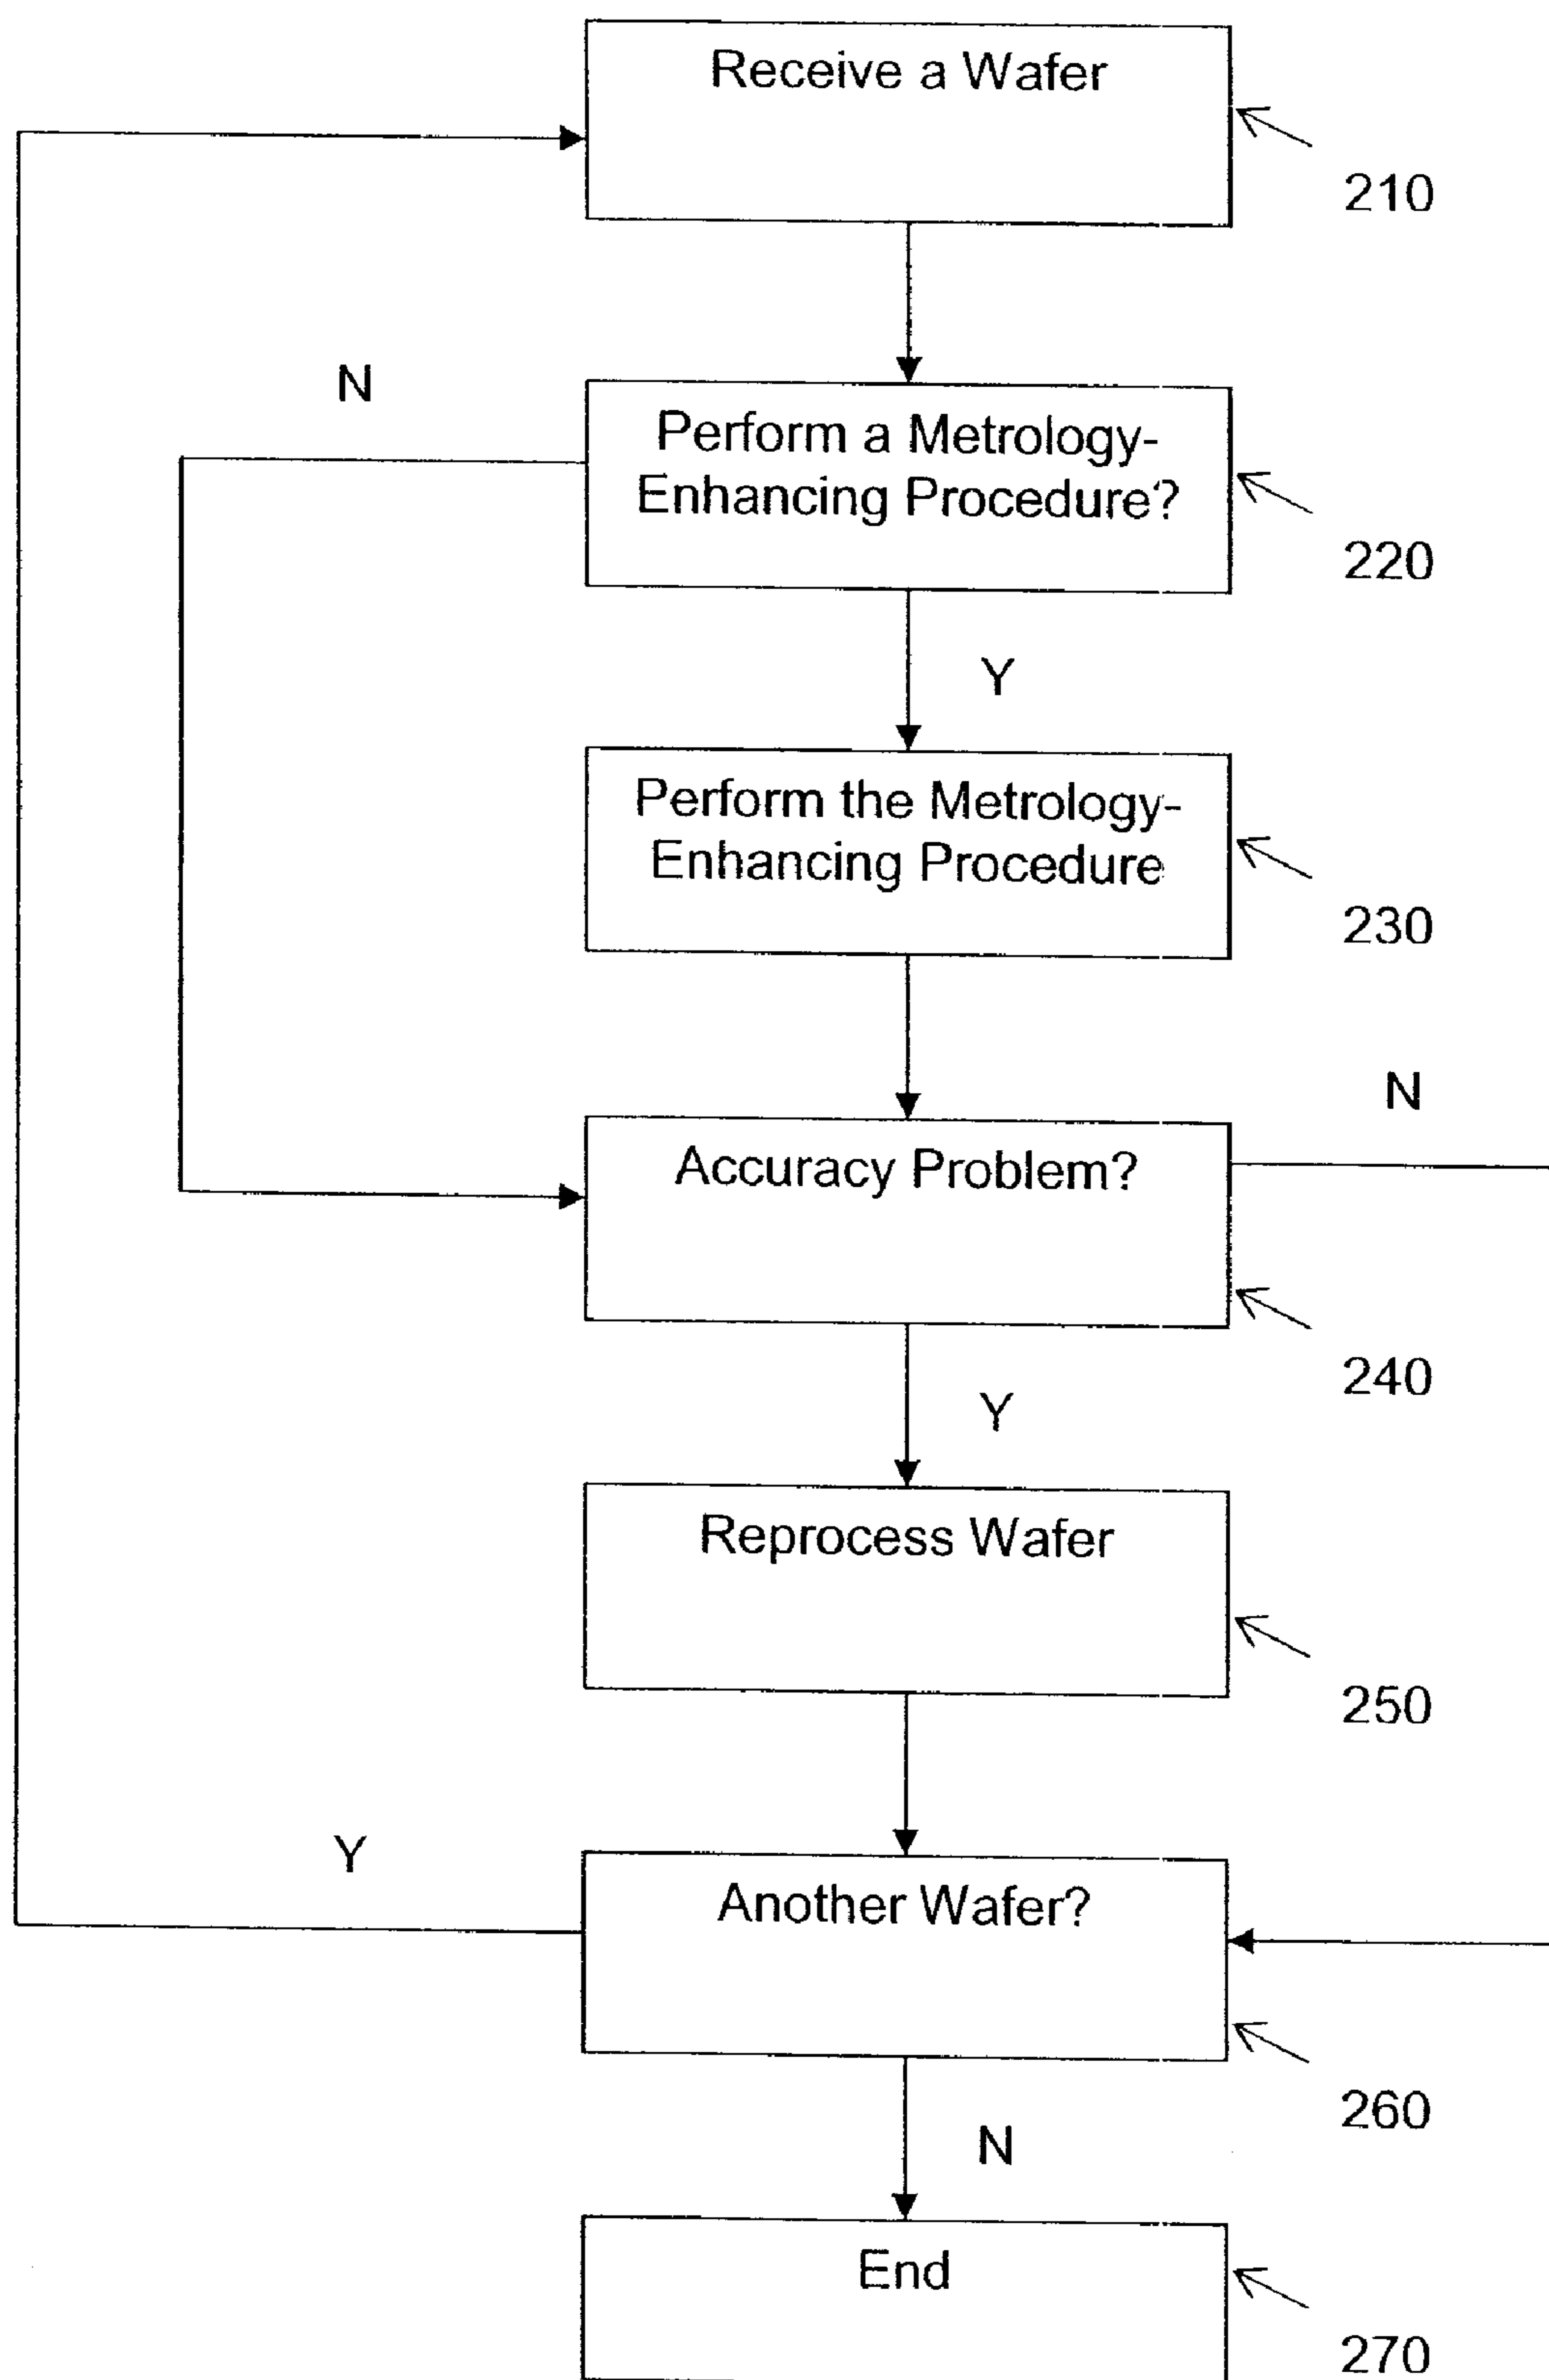 Receive a Wafer
210
N
Perform a Metrology-
Enhancing Procedure?
220
Y
Perform the Metrology-
Enhancing Procedure
230
N
Accuracy Problem?
240
Y
Reprocess Wafer
250
Y
Another Wafer?
260
N
End
270